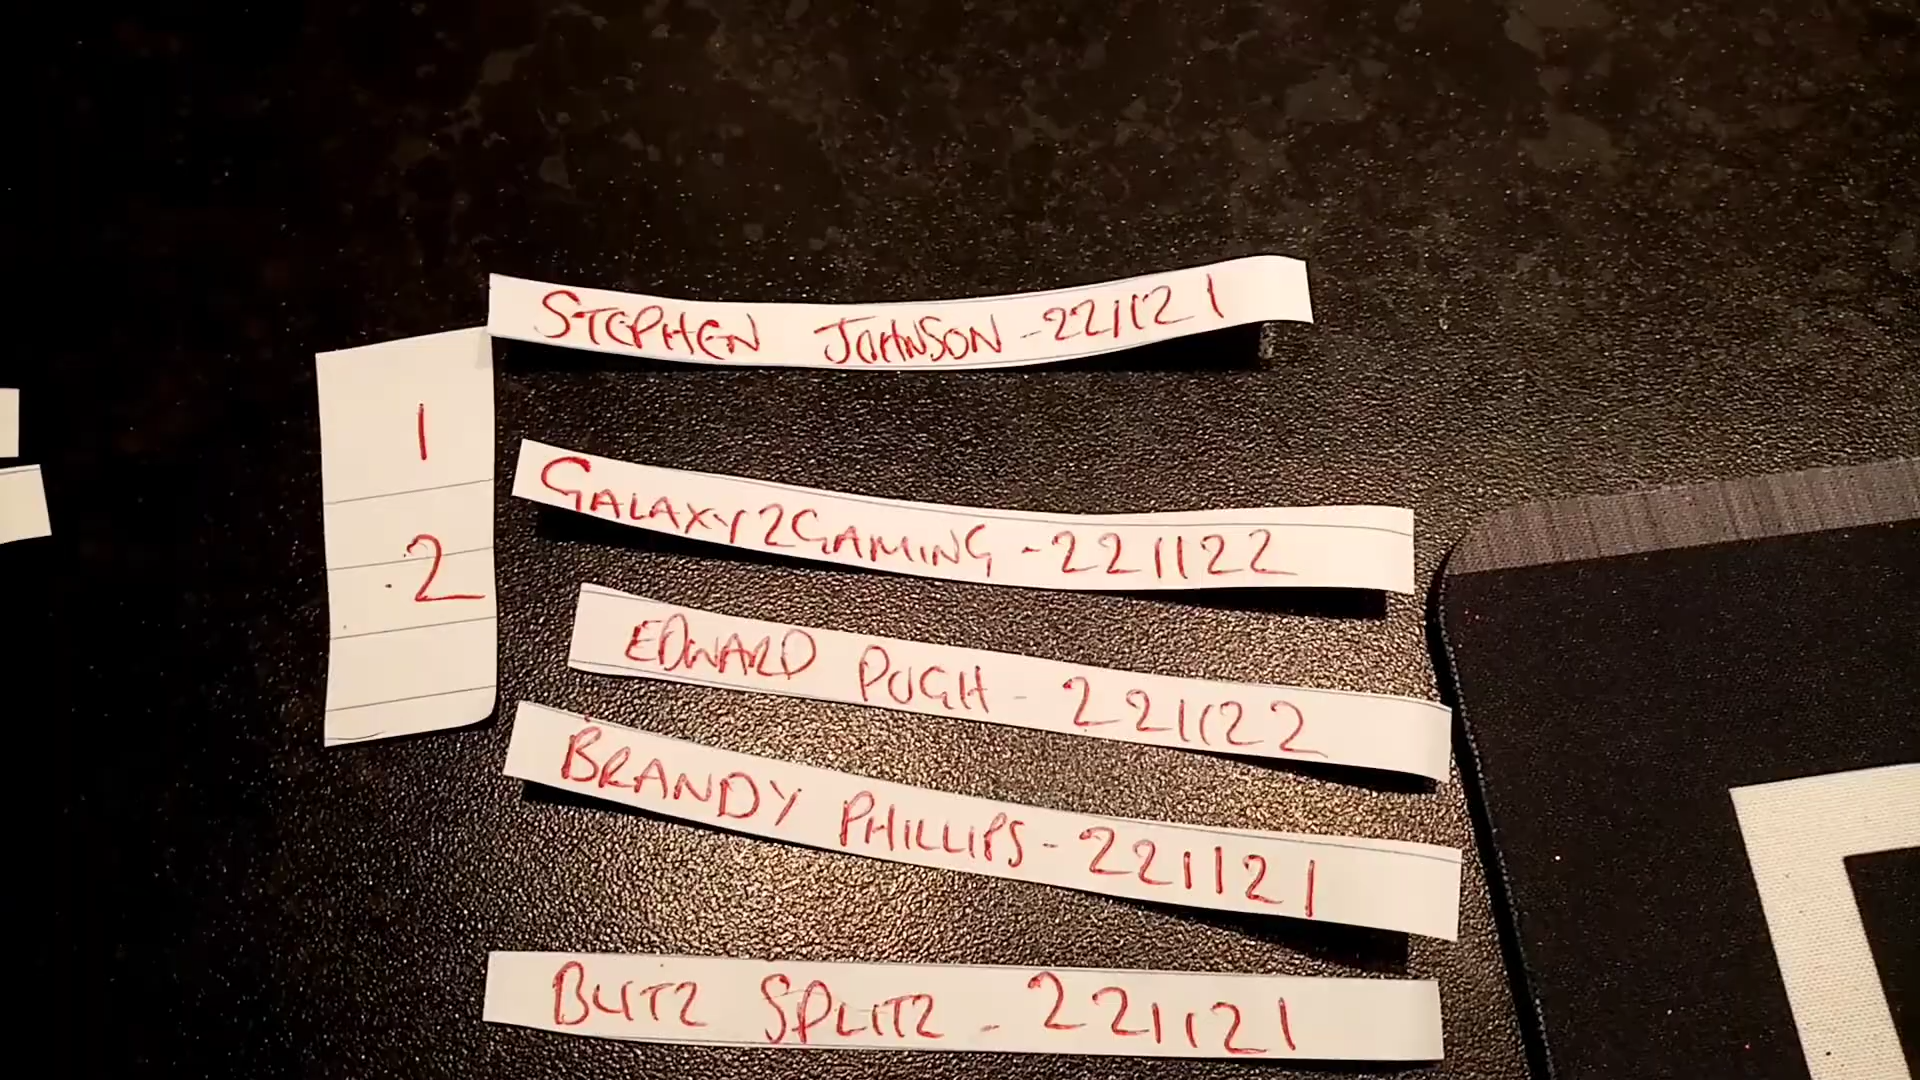 STEPHEN JOHNSON - 221121
1
GALAXY2GAMING - 221122
2
EDWARD PUGH - 221122
BRANDY PHILLIPS - 221121
BLITZ SPLITZ - 221121